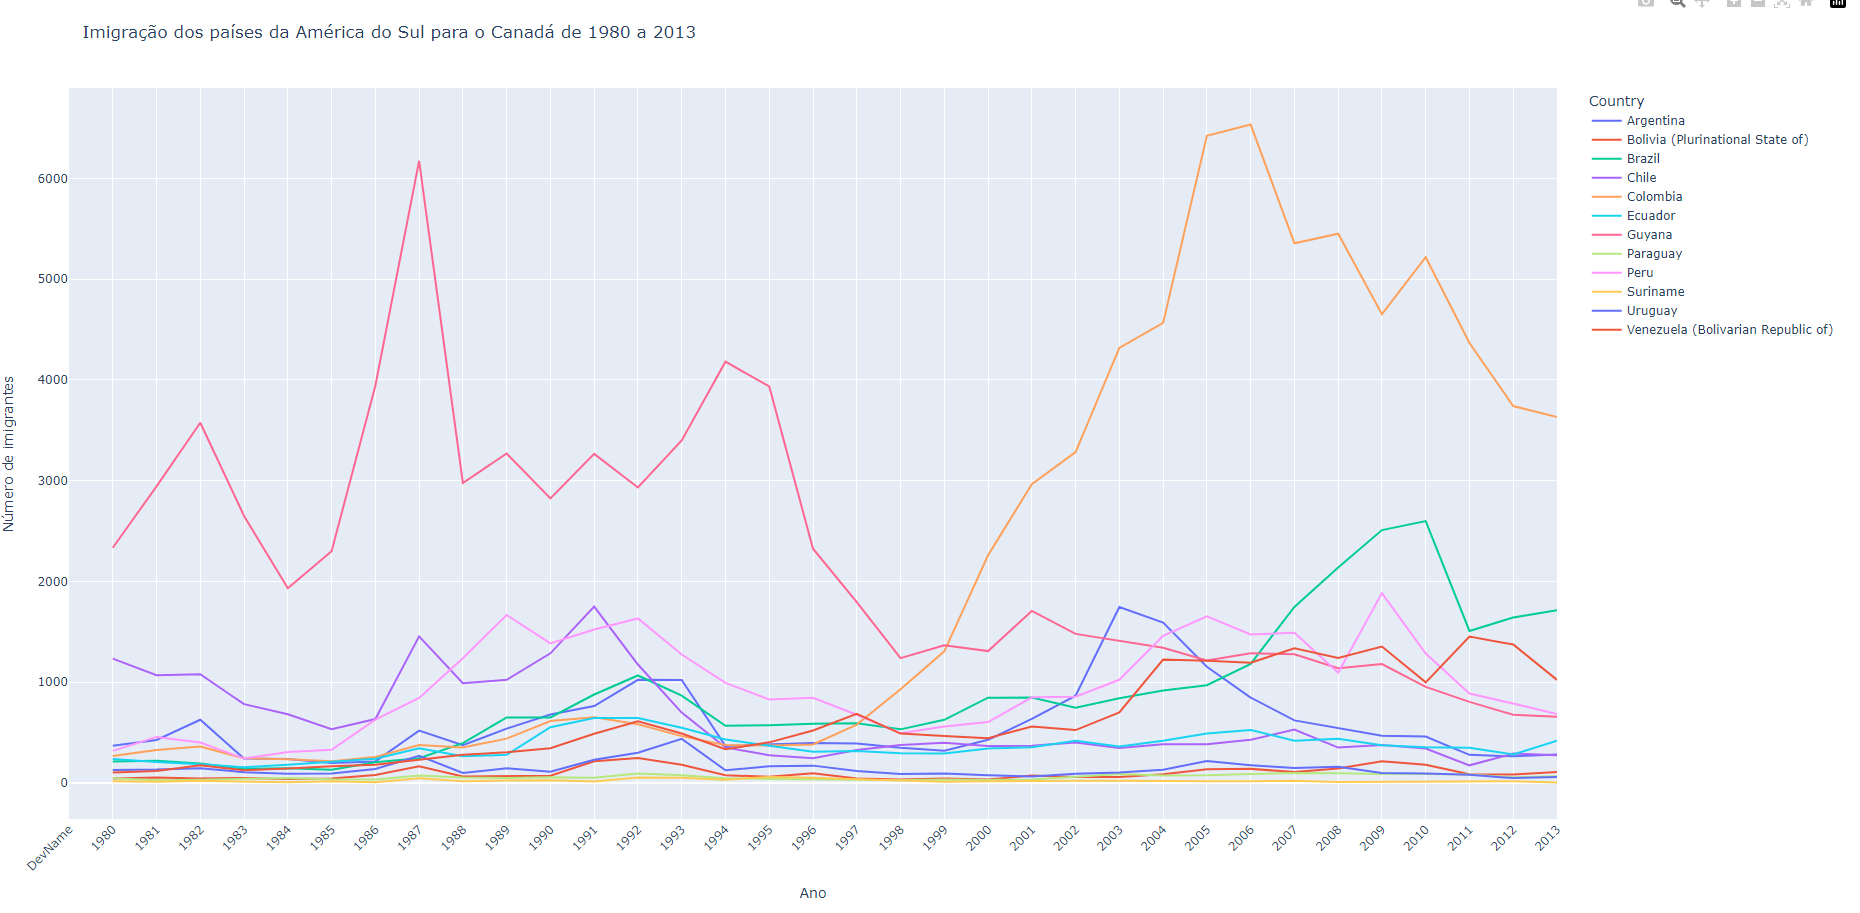 Imigração dos países da América do Sul para o Canadá de 1980 a 2013
Country
Argentina
Bolivia (Plurinational State of)
Brazil
Chile
Colombia
Ecuador
Guyana
Paraguay
Peru
Suriname
Uruguay
Venezuela (Bolivarian Republic of)
Número de imigrantes
6000
5000
4000
3000
2000
1000
0
DevName
1980
1981
1982
1983
1984
1985
1986
1987
1988
1989
1990
1991
1992
1993
1994
1995
1996
1997
1998
1999
2000
2001
2002
2003
2004
2005
2006
2007
2008
2009
2010
2011
2012
2013
Ano